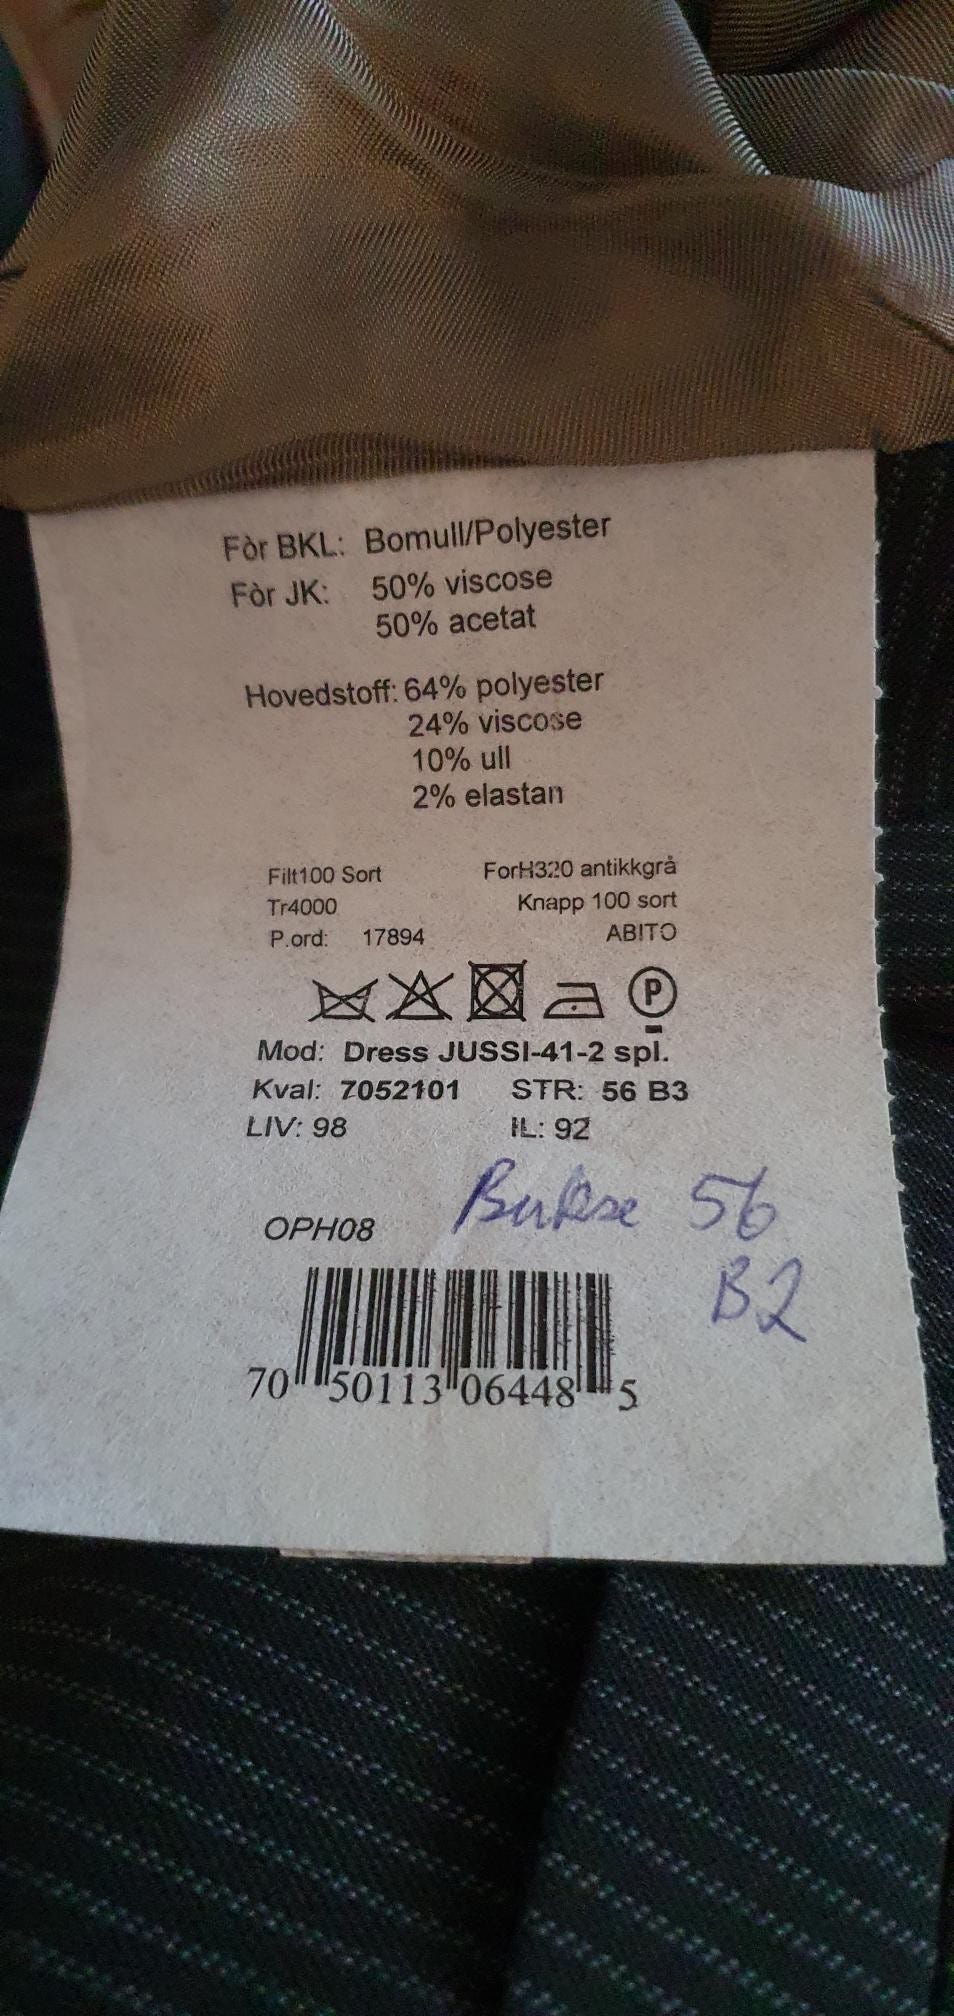 Fòr BKL: Bomull/Polyester
Fòr JK: 50% viscose
50% acetat
Hovedstoff: 64% polyester
24% viscose
10% ull
2% elastan
Filt100 Sort ForH320 antikkgrå
Tr4000 Knapp 100 sort
P.ord: 17894 ABITO
P
Mod: Dress JUSSI-41-2 spl.
Kval: 7052101 STR: 56 B3
LIV: 98 IL: 92
Bukse 56
OPH08
B2
70 50113 06448 5